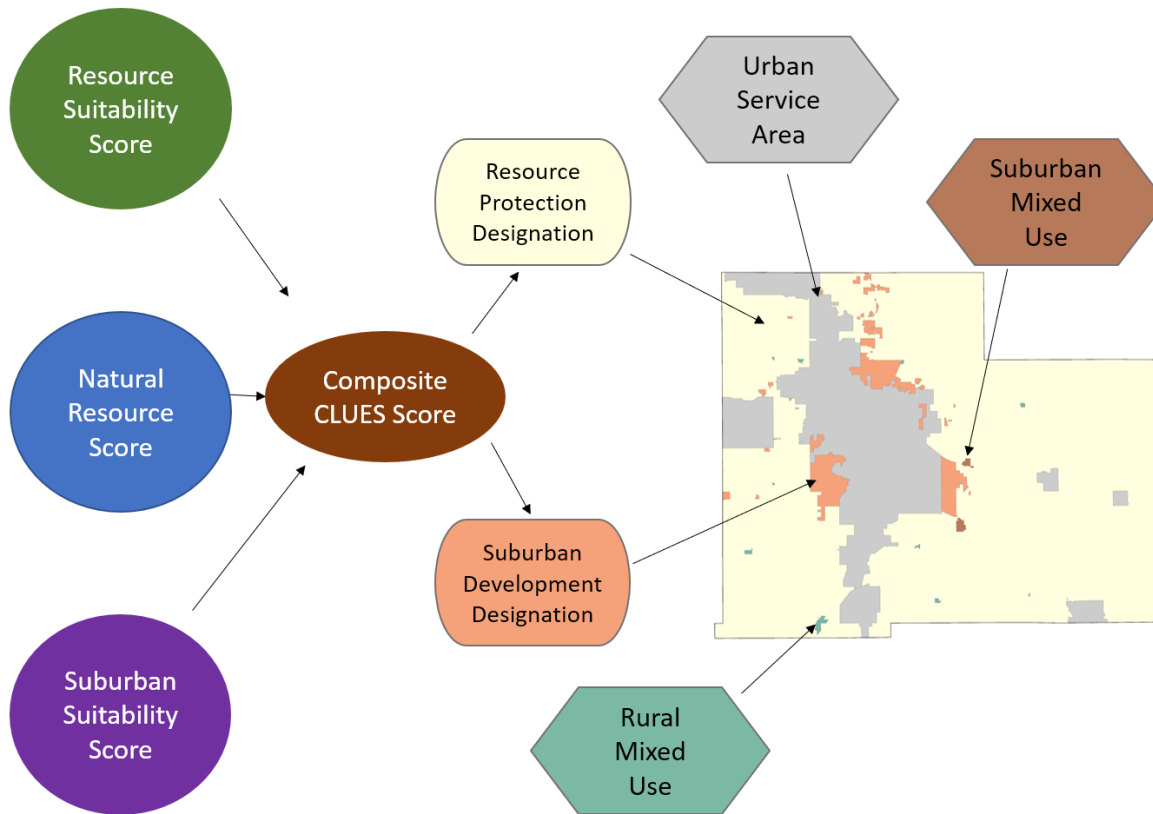 Resource
Suitability
Score
Natural
Resource
Score
Suburban
Suitability
Score
Composite
CLUES Score
Resource
Protection
Designation
Suburban
Development
Designation
Urban
Service
Area
Suburban
Mixed
Use
Rural
Mixed
Use